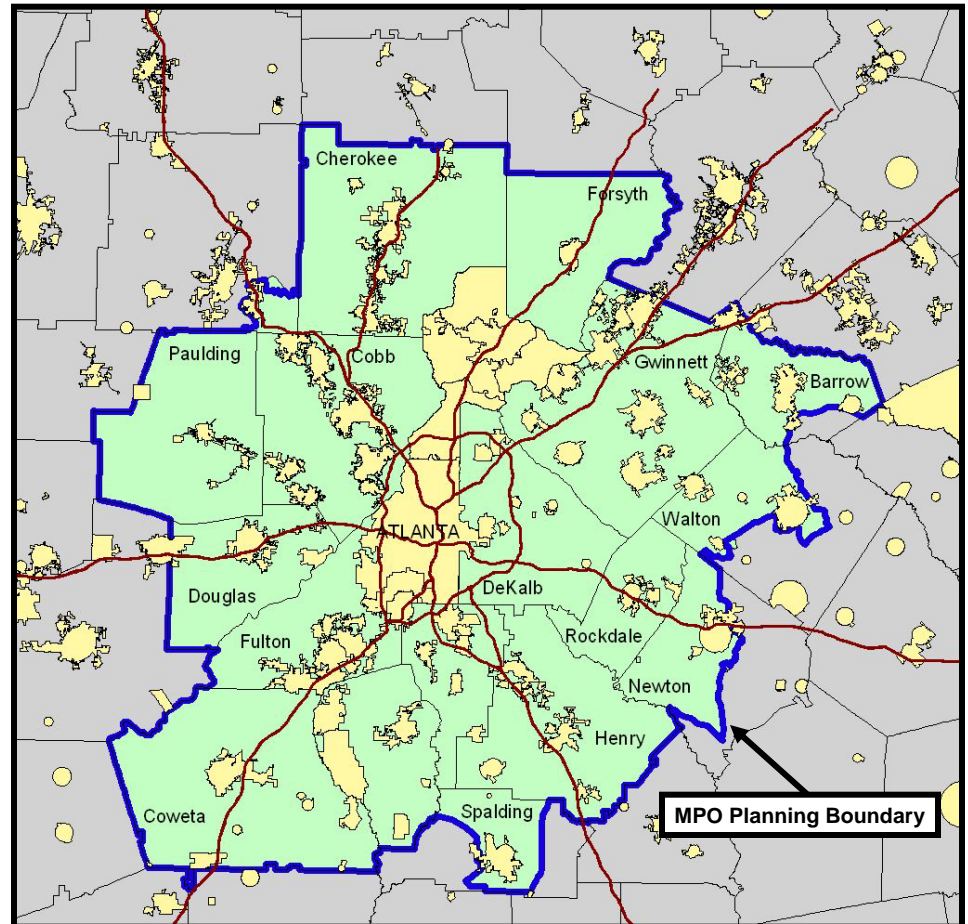 Cherokee
Forsyth
Paulding
Cobb
Gwinnett
Barrow
Walton
ATLANTA
Douglas
DeKalb
Fulton
Rockdale
Newton
Henry
Coweta
Spalding
MPO Planning Boundary